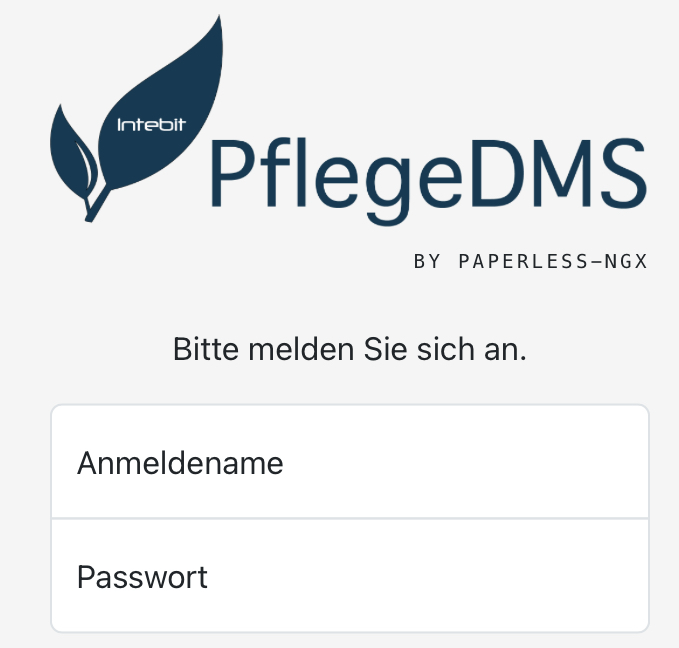 Intebit
PflegeDMS
BY PAPERLESS-NGX
Bitte melden Sie sich an.
Anmeldename
Passwort